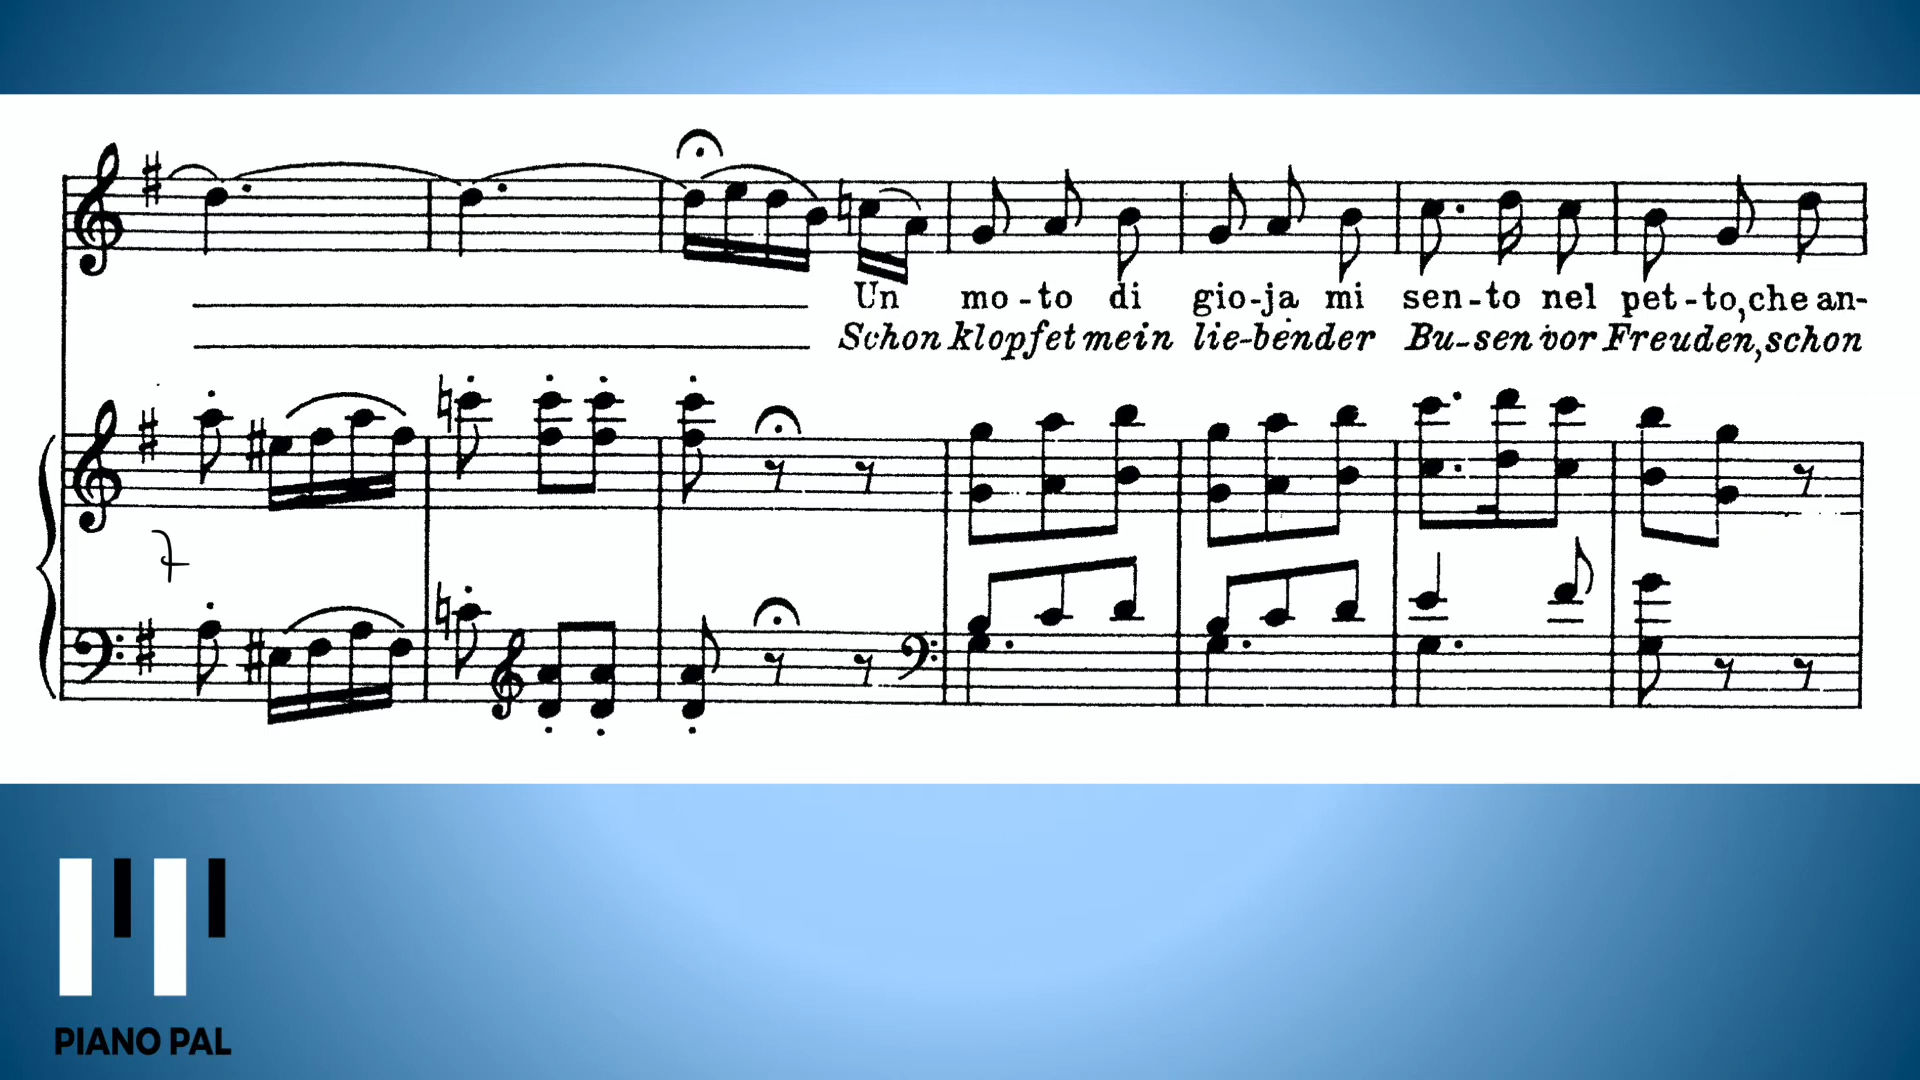 Un mo-to di gio-ja mi sen-to nel pet-to, che an-
Schon klopfet mein lie-bender Bu-sen vor Freuden, schon
PIANO PAL